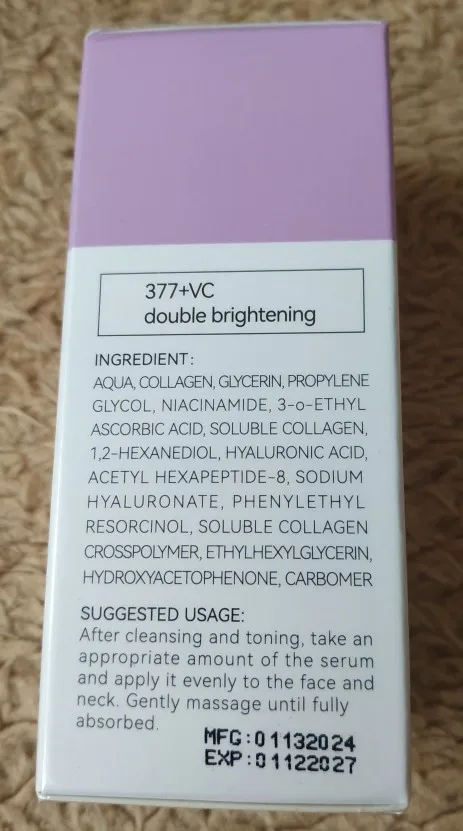 377+VC
double brightening
INGREDIENT:
AQUA, COLLAGEN, GLYCERIN, PROPYLENE
GLYCOL, NIACINAMIDE, 3-o-ETHYL
ASCORBIC ACID, SOLUBLE COLLAGEN,
1,2-HEXANEDIOL, HYALURONIC ACID,
ACETYL HEXAPEPTIDE-8, SODIUM
HYALURONATE, PHENYLETHYL
RESORCINOL, SOLUBLE COLLAGEN
CROSSPOLYMER, ETHYLHEXYLGLYCERIN,
HYDROXYACETOPHENONE, CARBOMER
SUGGESTED USAGE:
After cleansing and toning, take an
appropriate amount of the serum
and apply it evenly to the face and
neck. Gently massage until fully
absorbed.
MFG:01132024
EXP:01122027